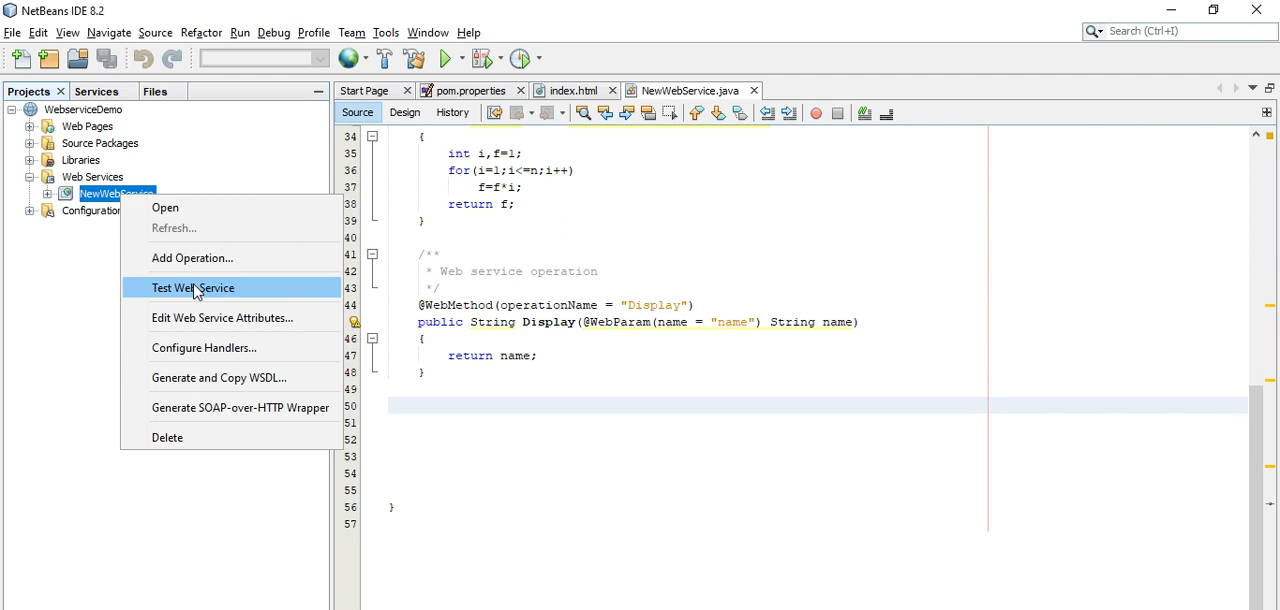 NetBeans IDE 8.2
File Edit View Navigate Source Refactor Run Debug Profile Team Tools Window Help
Search (Ctrl+I)
Projects Services Files
Start Page pom.properties index.html NewWebService.java
Source Design History
WebserviceDemo
Web Pages
Source Packages
Libraries
Web Services
NewWebService
Configuration
Open
Refresh...
Add Operation...
Test Web Service
Edit Web Service Attributes...
Configure Handlers...
Generate and Copy WSDL...
Generate SOAP-over-HTTP Wrapper
Delete
34 {
35 int i,f=1;
36 for(i=1;i<=n;i++)
37 f=f*i;
38 return f;
39 }
40
41 /**
42 * Web service operation
43 */
44 @WebMethod(operationName = "Display")
public String Display(@WebParam(name = "name") String name)
46 {
47 return name;
48 }
49
50
51
52
53
54
55
56 }
57